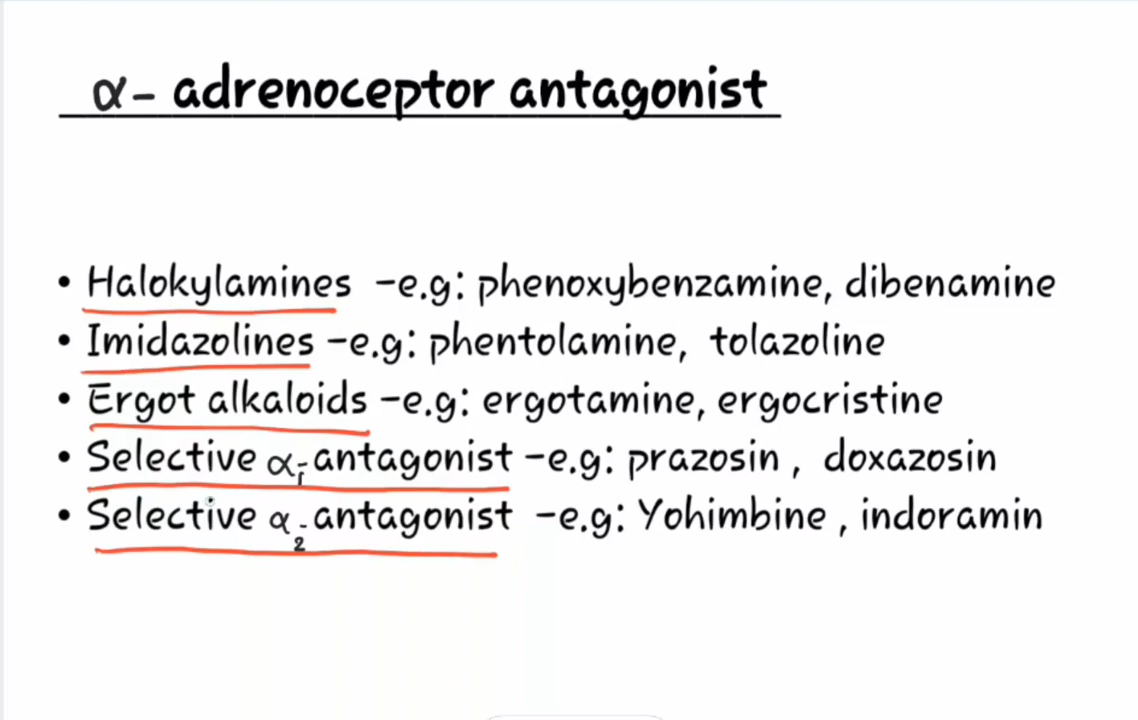 α- adrenoceptor antagonist
• Halokylamines -e.g: phenoxybenzamine, dibenamine
• Imidazolines -e.g: phentolamine, tolazoline
• Ergot alkaloids -e.g: ergotamine, ergocristine
• Selective α₁-antagonist -e.g: prazosin , doxazosin
• Selective α₂-antagonist -e.g: Yohimbine , indoramin